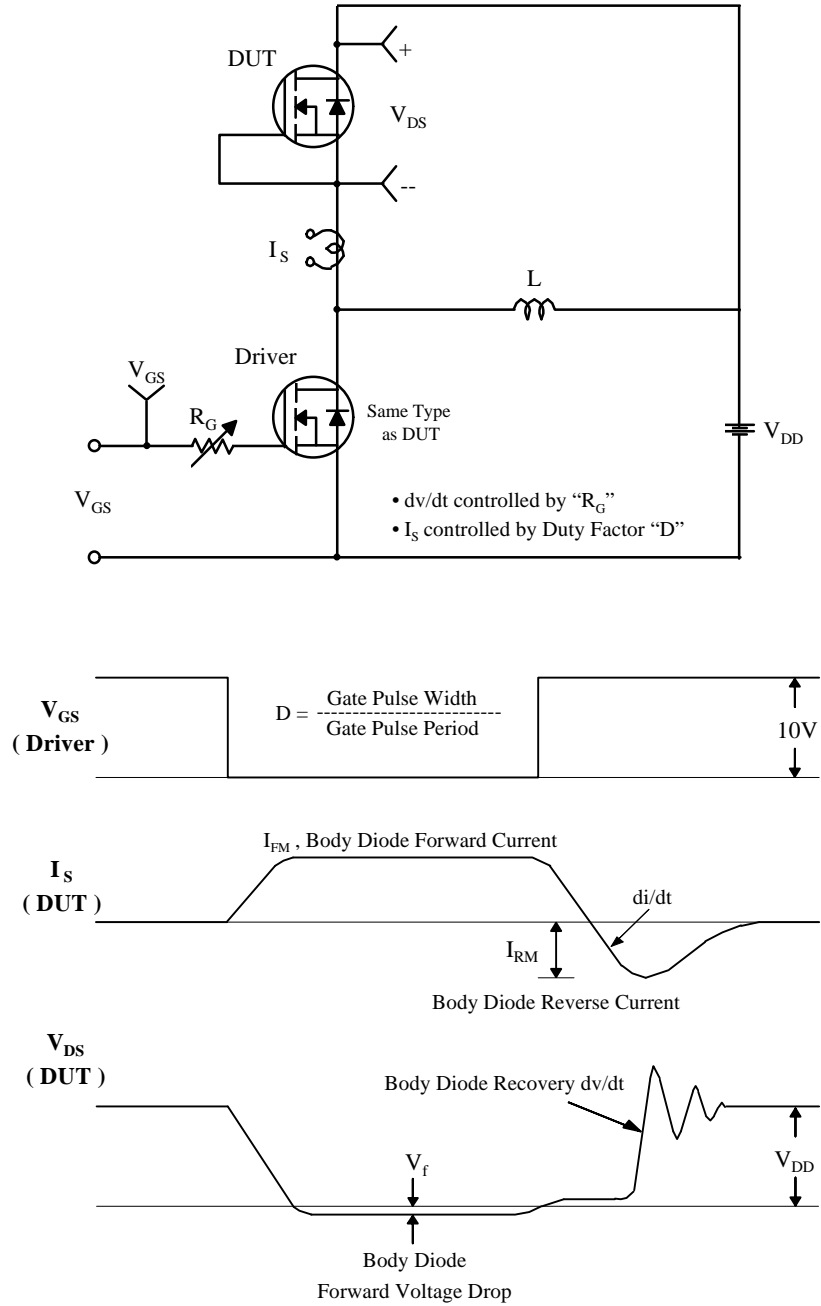 DUT
+
V_DS
--
I_S
L
Driver
V_GS
R_G
Same Type
as DUT
V_DD
V_GS
• dv/dt controlled by “R_G”
• I_S controlled by Duty Factor “D”
V_GS
( Driver )
D = Gate Pulse Width
--------------------------
Gate Pulse Period
10V
I_FM , Body Diode Forward Current
I_S
( DUT )
di/dt
I_RM
Body Diode Reverse Current
V_DS
( DUT )
Body Diode Recovery dv/dt
V_f
V_DD
Body Diode
Forward Voltage Drop